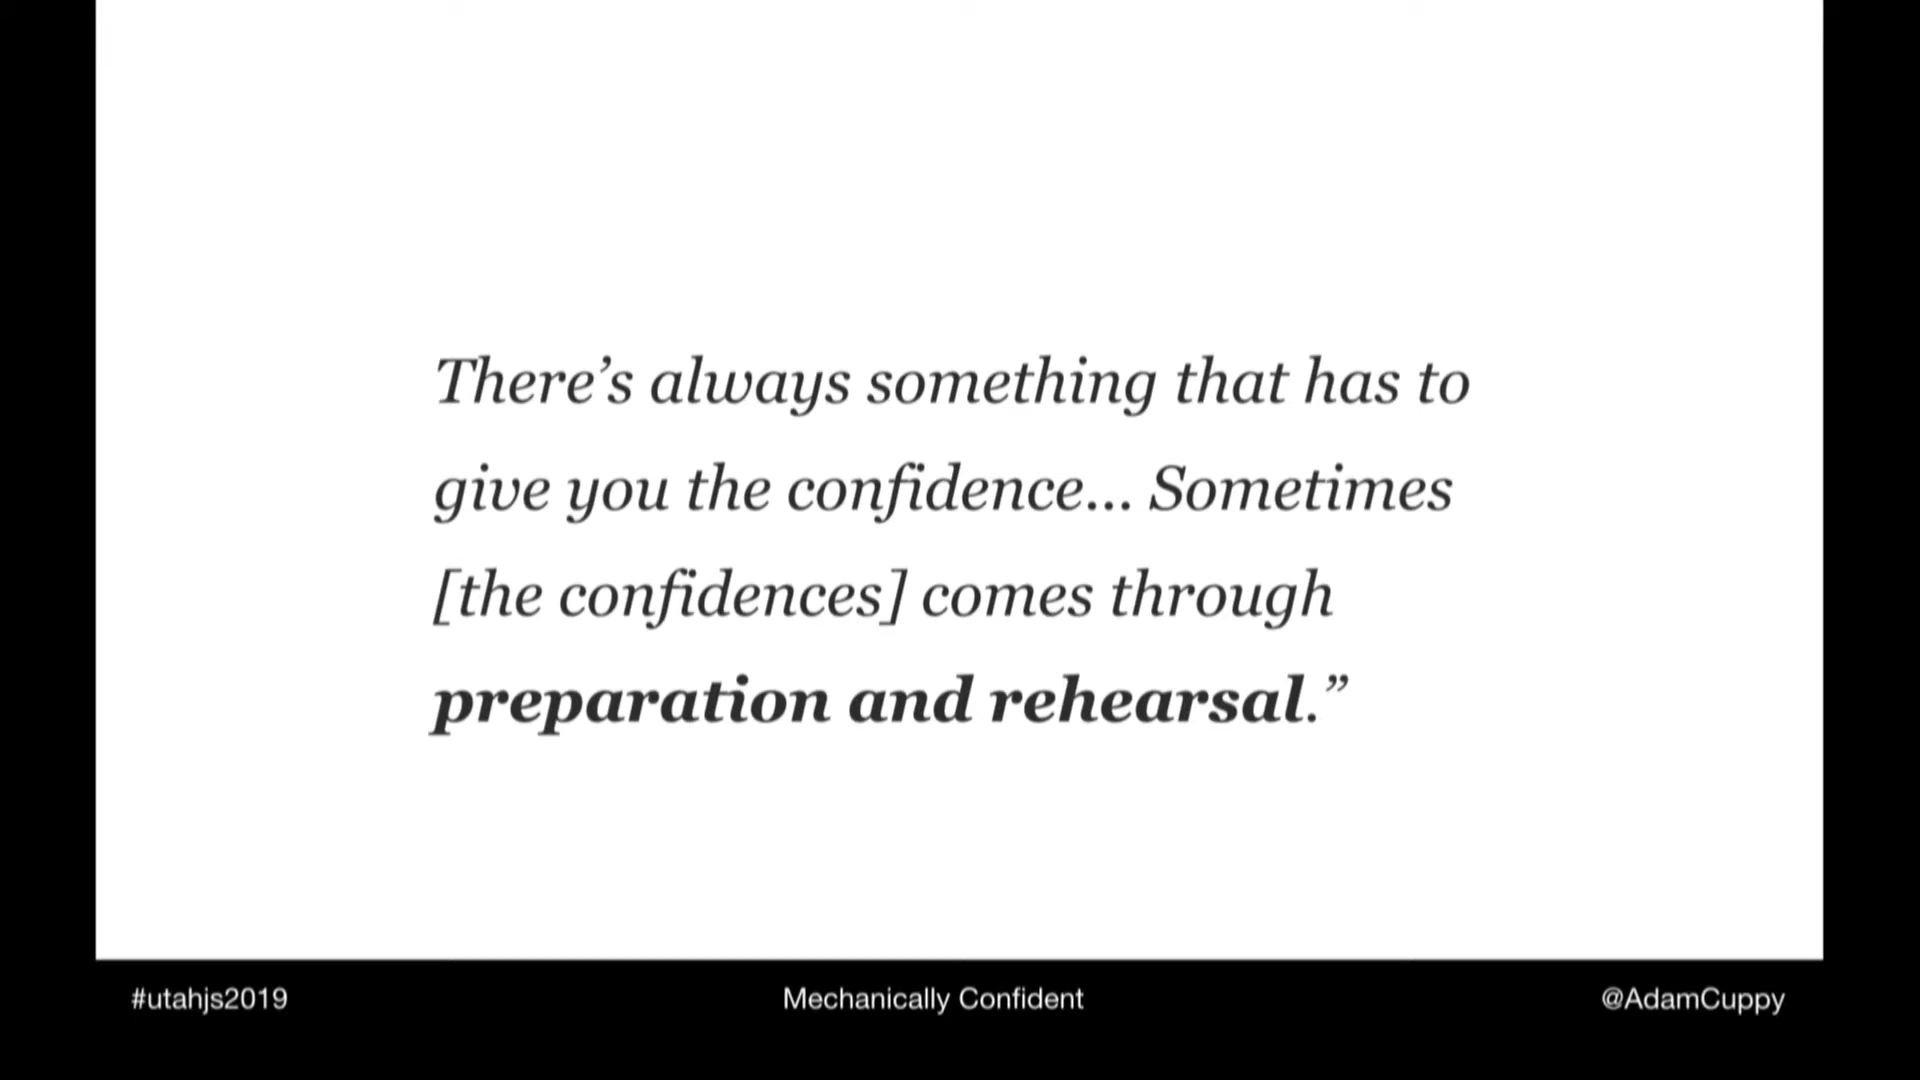 There’s always something that has to
give you the confidence... Sometimes
[the confidences] comes through
preparation and rehearsal.”
#utahjs2019
Mechanically Confident
@AdamCuppy